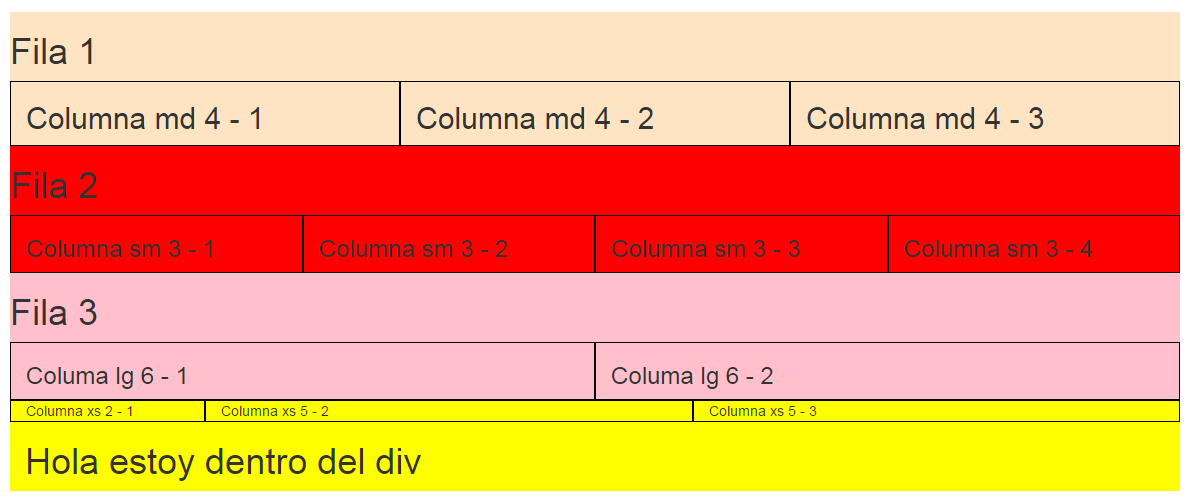 Fila 1
Columna md 4 - 1 Columna md 4 - 2 Columna md 4 - 3
Fila 2
Columna sm 3 - 1 Columna sm 3 - 2 Columna sm 3 - 3 Columna sm 3 - 4
Fila 3
Columa lg 6 - 1 Columa lg 6 - 2
Columna xs 2 - 1 Columna xs 5 - 2 Columna xs 5 - 3
Hola estoy dentro del div